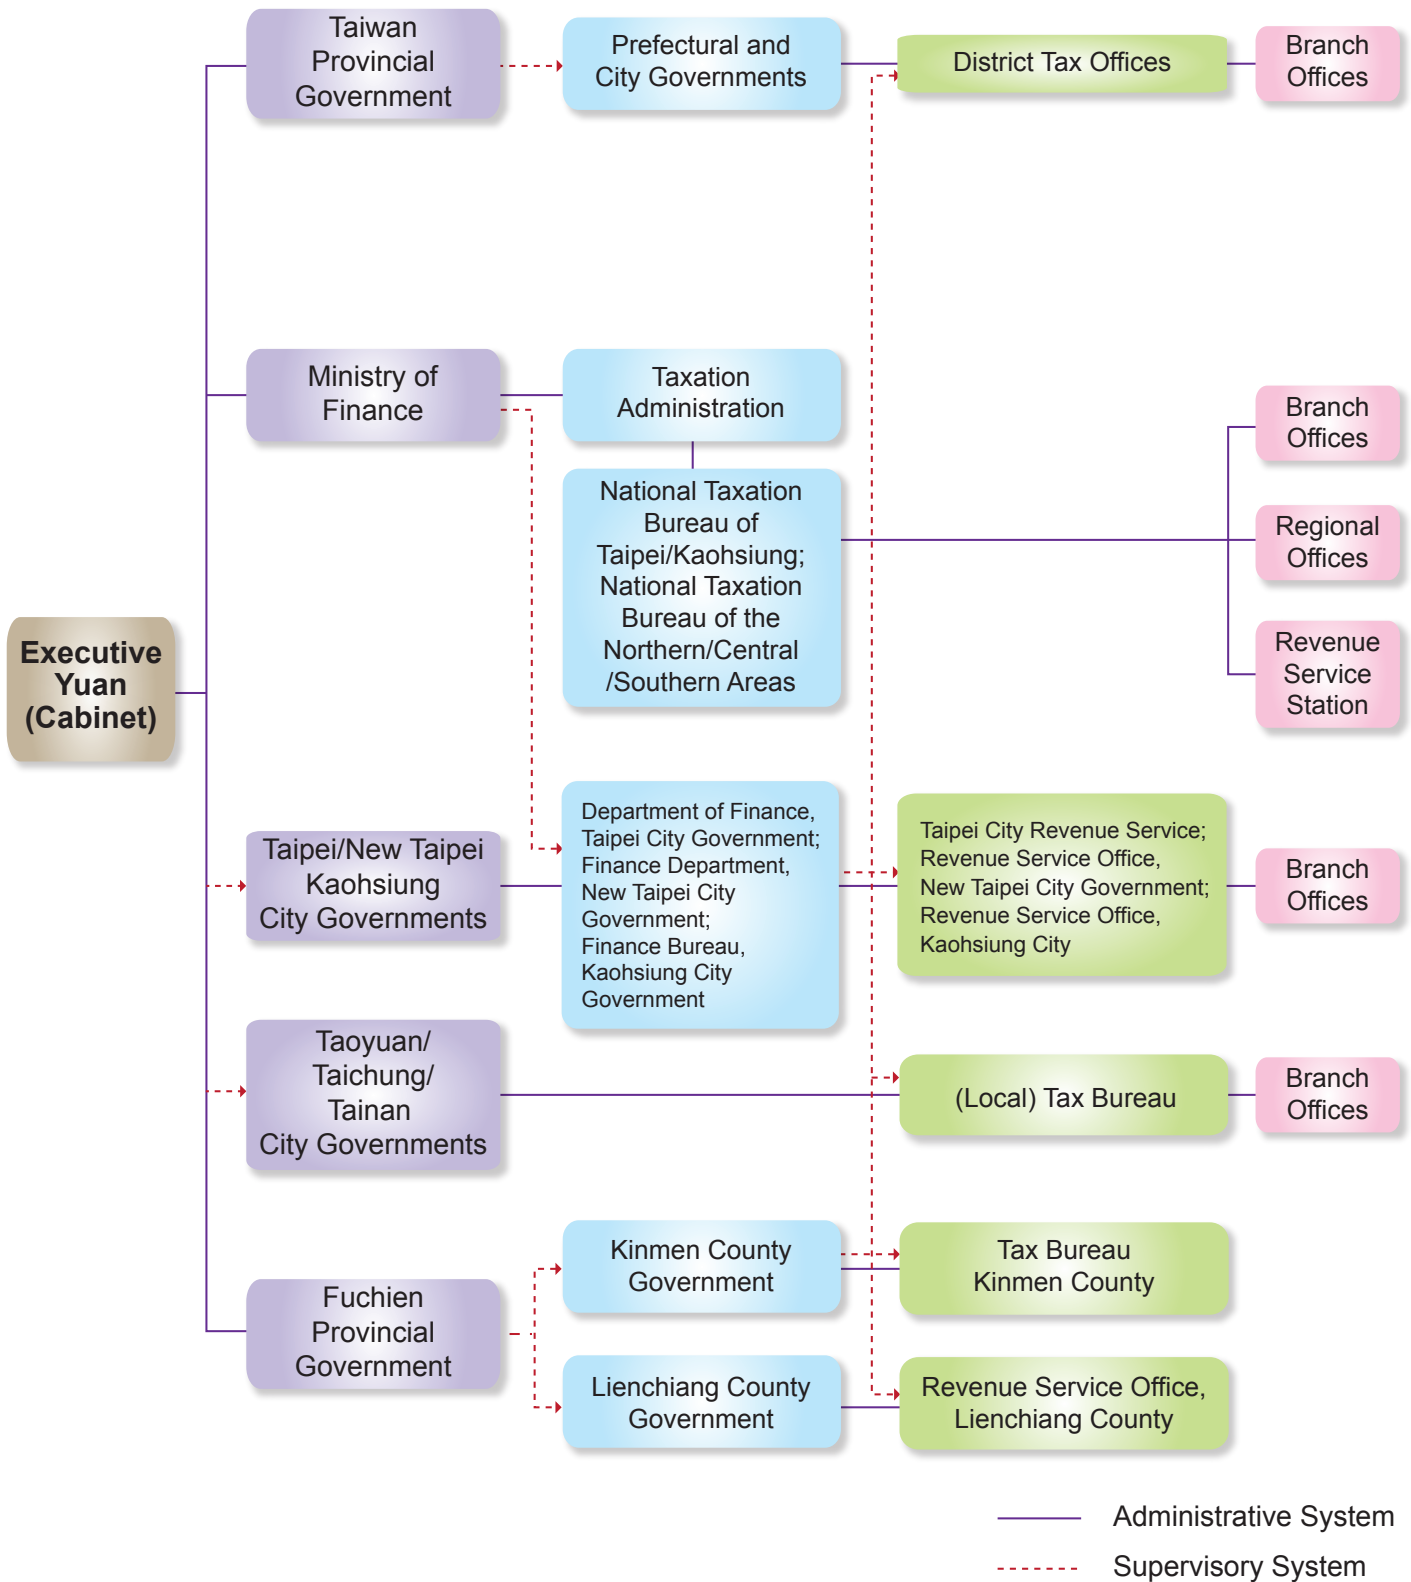 Taiwan
Provincial
Government
Prefectural and
City Governments
District Tax Offices
Branch
Offices
Ministry of
Finance
Taxation
Administration
National Taxation
Bureau of
Taipei/Kaohsiung;
National Taxation
Bureau of the
Northern/Central
/Southern Areas
Branch
Offices
Regional
Offices
Revenue
Service
Station
Executive
Yuan
(Cabinet)
Taipei/New Taipei
Kaohsiung
City Governments
Department of Finance,
Taipei City Government;
Finance Department,
New Taipei City
Government;
Finance Bureau,
Kaohsiung City
Government
Taipei City Revenue Service;
Revenue Service Office,
New Taipei City Government;
Revenue Service Office,
Kaohsiung City
Branch
Offices
Taoyuan/
Taichung/
Tainan
City Governments
(Local) Tax Bureau
Branch
Offices
Fuchien
Provincial
Government
Kinmen County
Government
Tax Bureau
Kinmen County
Lienchiang County
Government
Revenue Service Office,
Lienchiang County
Administrative System
Supervisory System